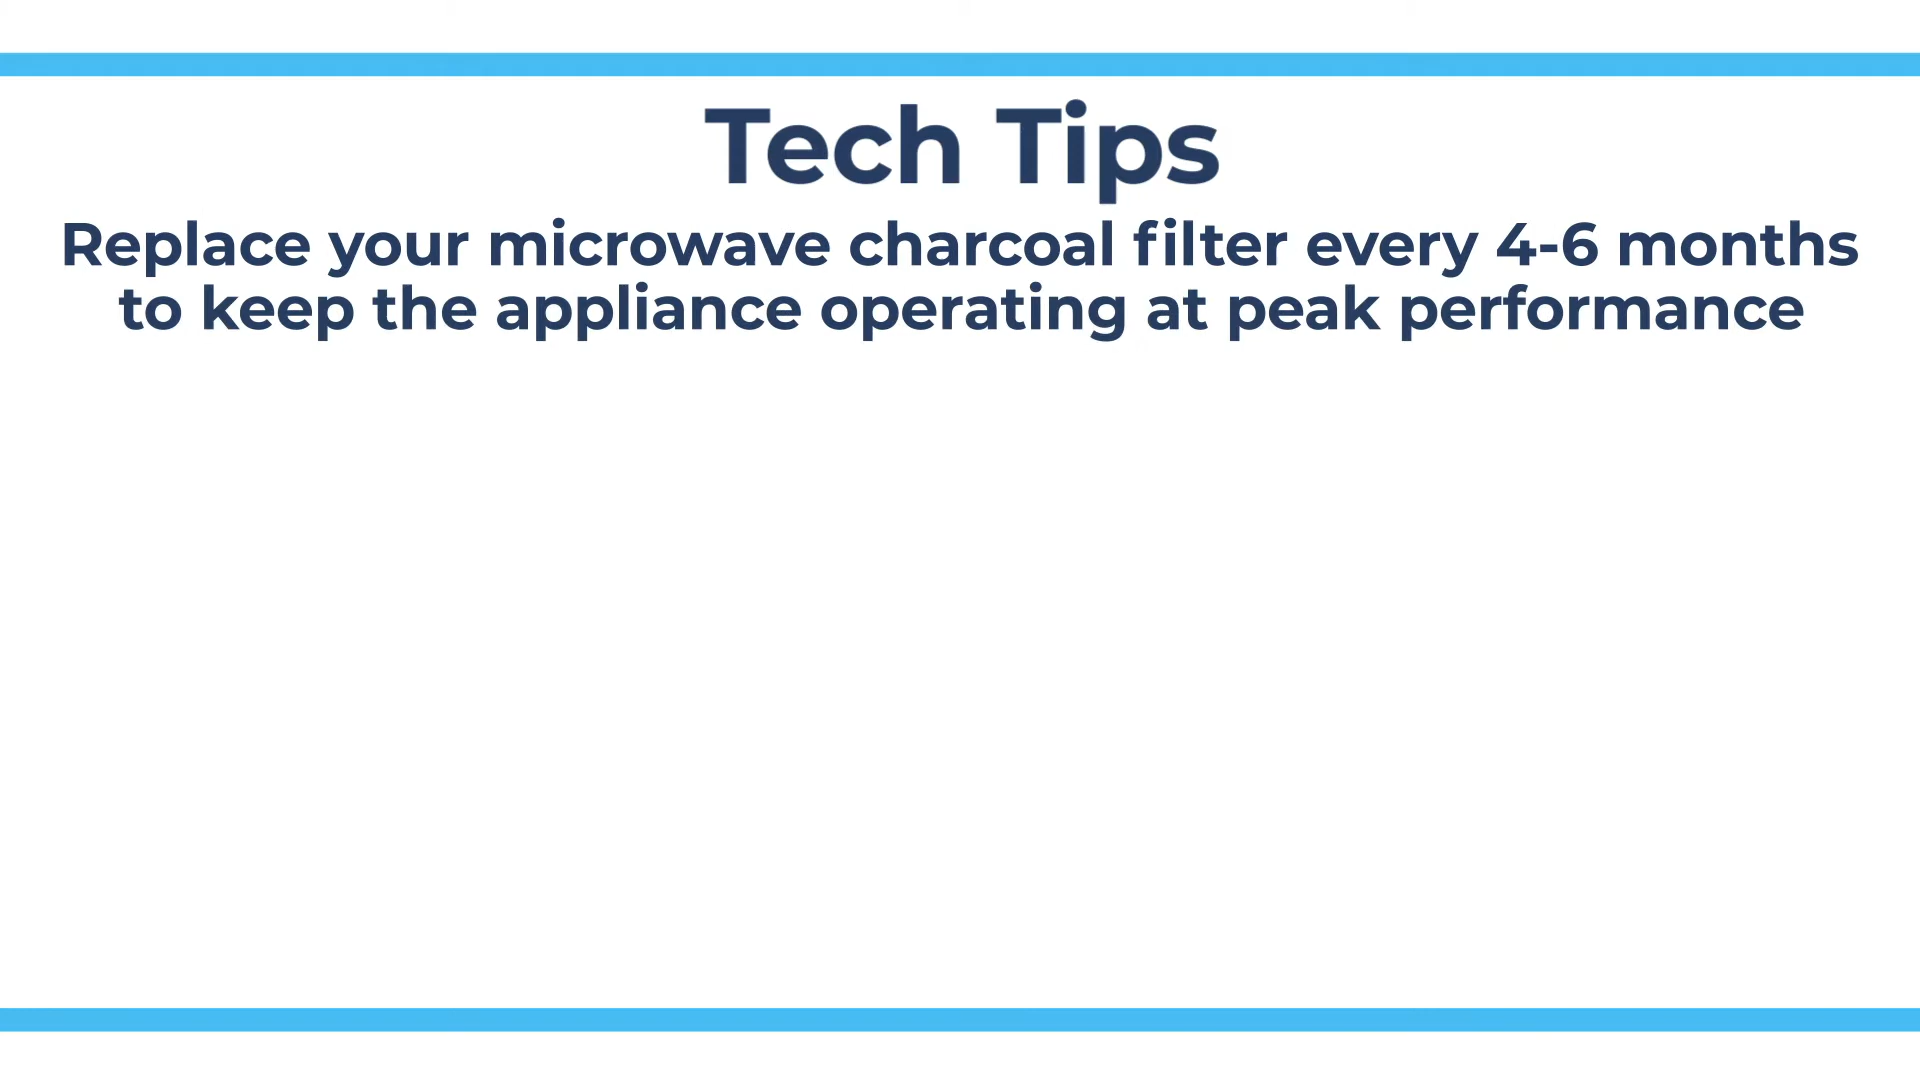 Tech Tips
Replace your microwave charcoal filter every 4-6 months
to keep the appliance operating at peak performance